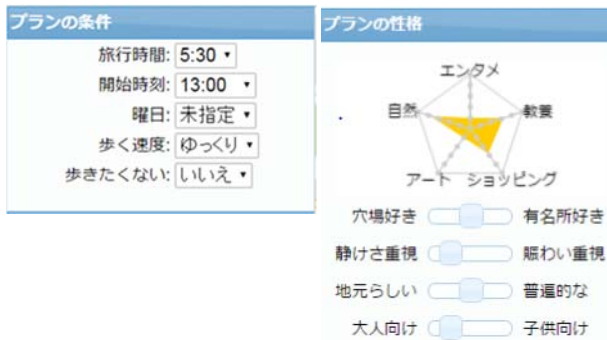 プランの条件
旅行時間: 5:30
開始時刻: 13:00
曜日: 未指定
歩く速度: ゆっくり
歩きたくない: いいえ
プランの性格
エンタメ
自然
教養
アート ショッピング
穴場好き 有名所好き
静けさ重視 賑わい重視
地元らしい 普遍的な
大人向け 子供向け